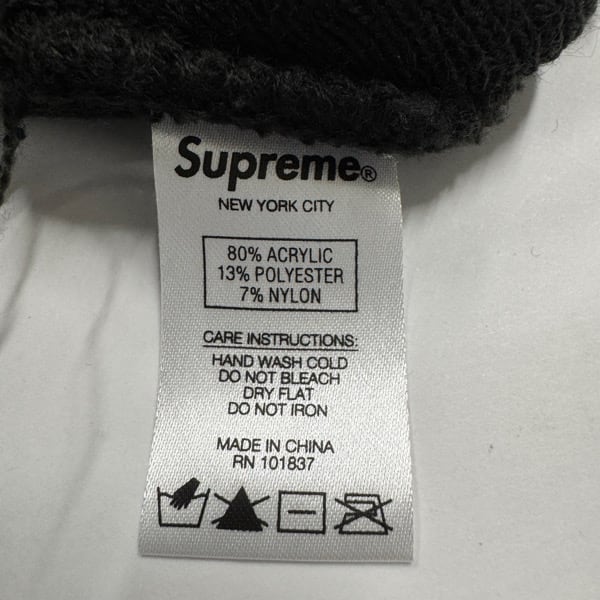 Supreme®
NEW YORK CITY
80% ACRYLIC
13% POLYESTER
7% NYLON
CARE INSTRUCTIONS:
HAND WASH COLD
DO NOT BLEACH
DRY FLAT
DO NOT IRON
MADE IN CHINA
RN 101837